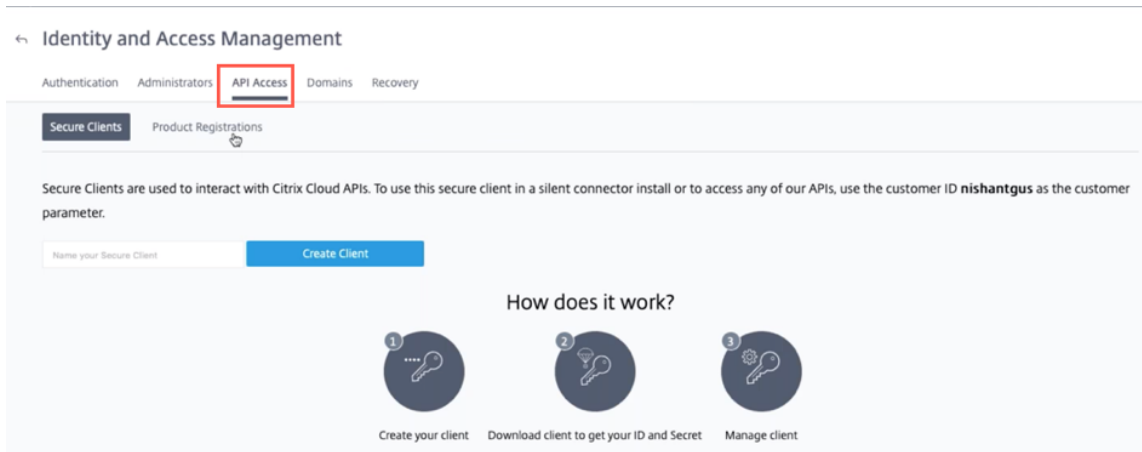 Identity and Access Management
Authentication Administrators API Access Domains Recovery
Secure Clients Product Registrations
Secure Clients are used to interact with Citrix Cloud APIs. To use this secure client in a silent connector install or to access any of our APIs, use the customer ID nishantgus as the customer
parameter.
Name your Secure Client Create Client
How does it work?
1 2 3
Create your client Download client to get your ID and Secret Manage client